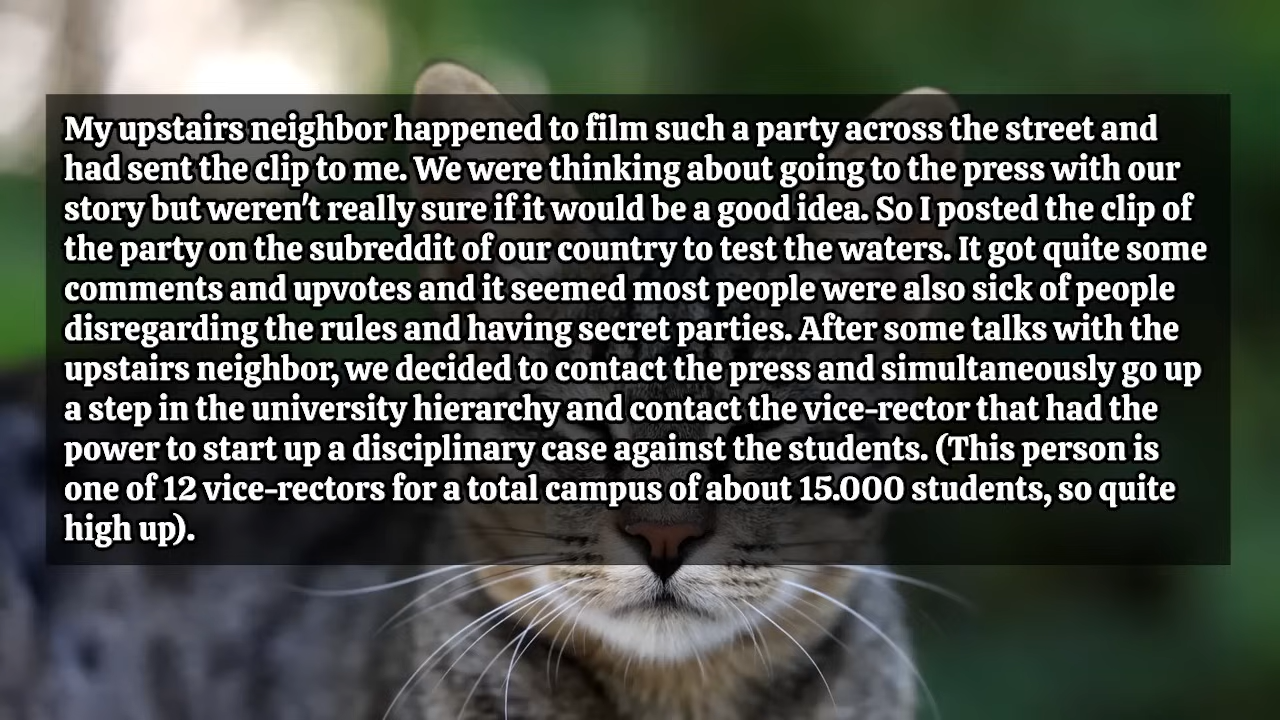 My upstairs neighbor happened to film such a party across the street and
had sent the clip to me. We were thinking about going to the press with our
story but weren't really sure if it would be a good idea. So I posted the clip of
the party on the subreddit of our country to test the waters. It got quite some
comments and upvotes and it seemed most people were also sick of people
disregarding the rules and having secret parties. After some talks with the
upstairs neighbor, we decided to contact the press and simultaneously go up
a step in the university hierarchy and contact the vice-rector that had the
power to start up a disciplinary case against the students. (This person is
one of 12 vice-rectors for a total campus of about 15.000 students, so quite
high up).